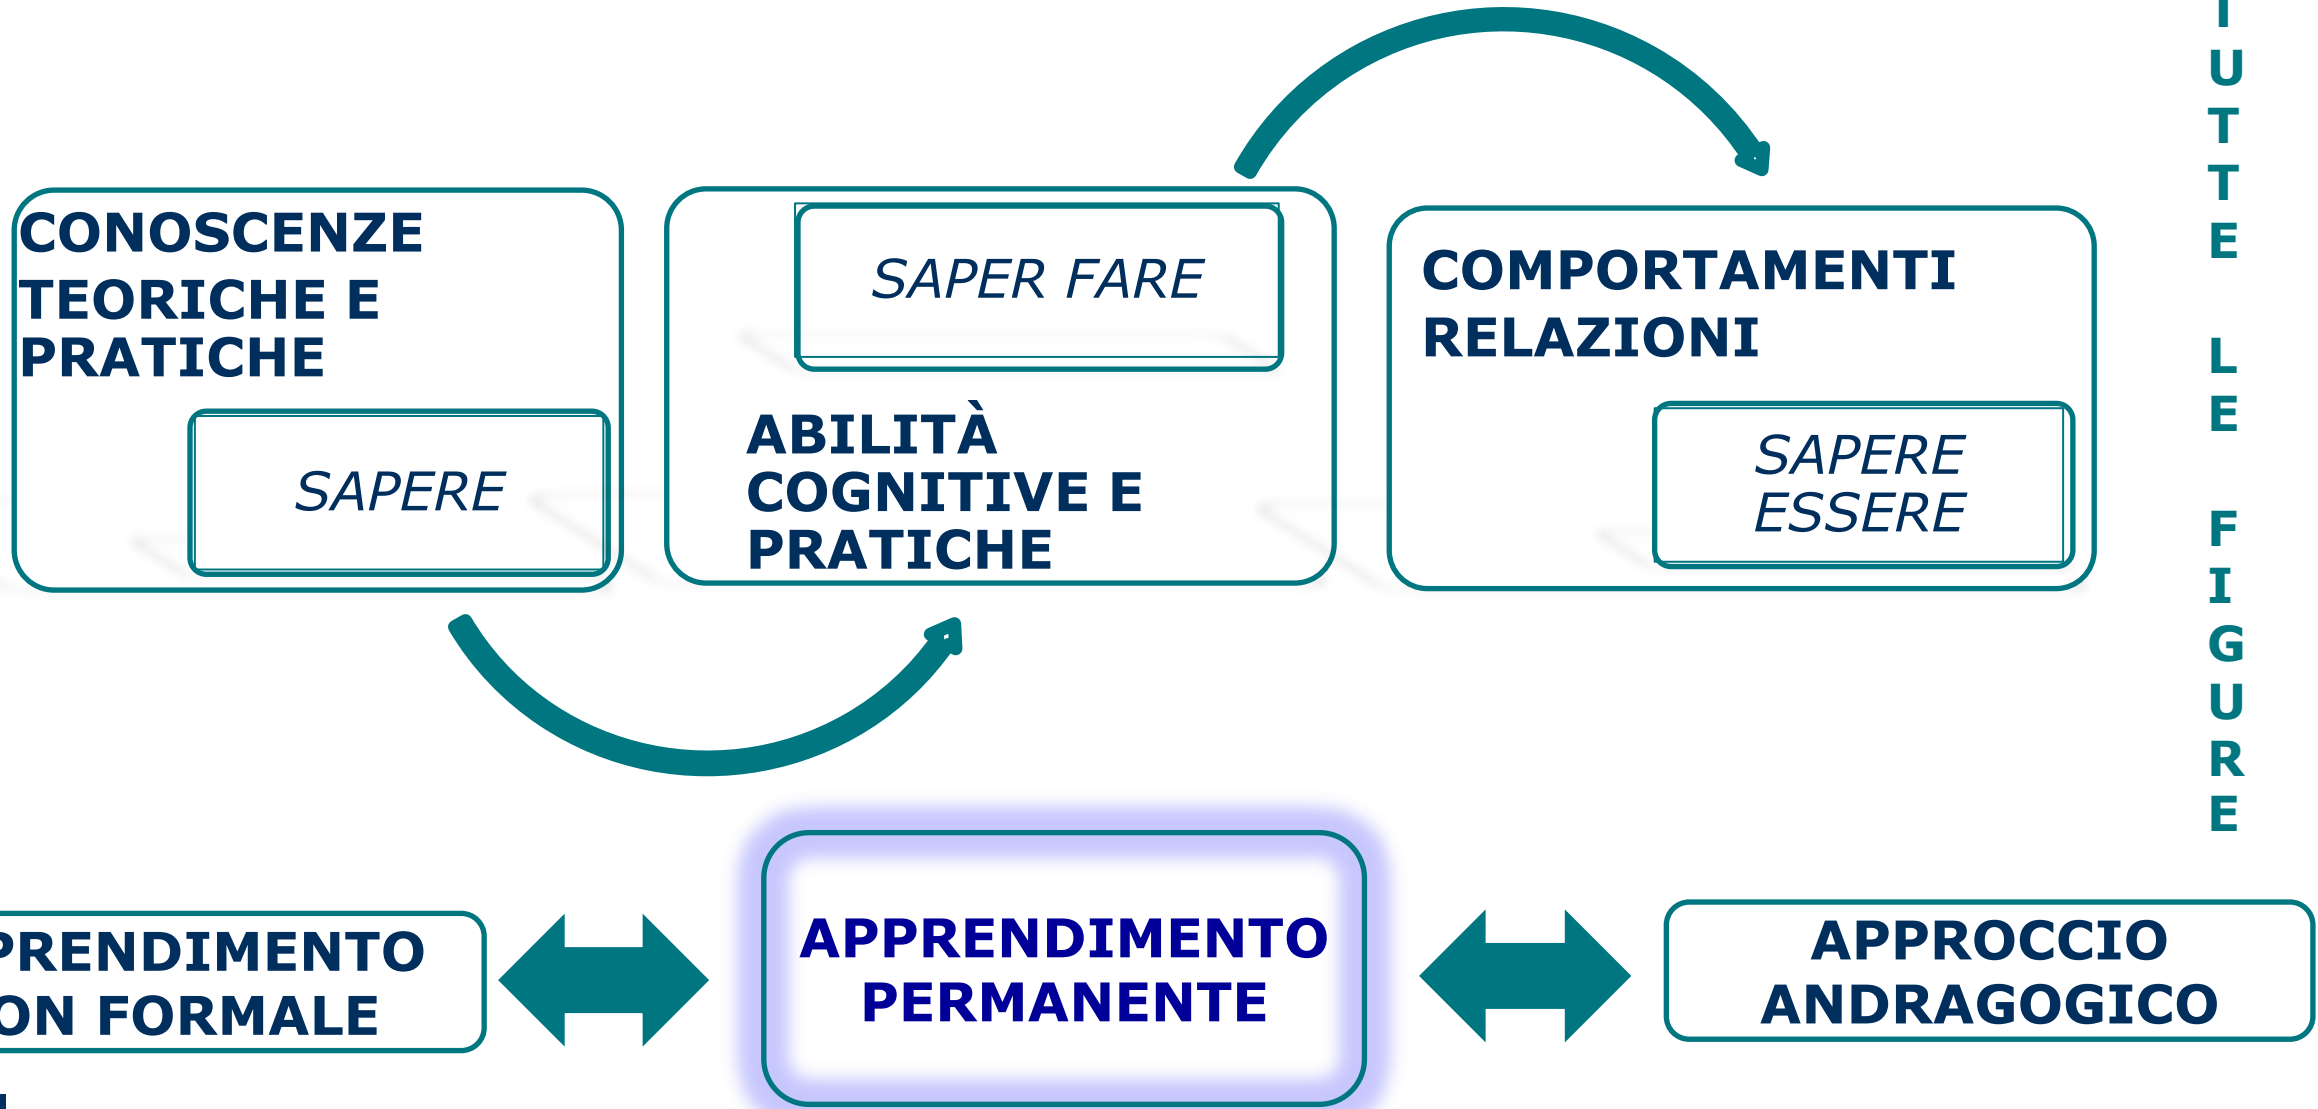 CONOSCENZE
TEORICHE E
PRATICHE
SAPERE
SAPER FARE
ABILITÀ
COGNITIVE E
PRATICHE
COMPORTAMENTI
RELAZIONI
SAPERE
ESSERE
T
U
T
T
E
L
E
F
I
G
U
R
E
PRENDIMENTO
ON FORMALE
APPRENDIMENTO
PERMANENTE
APPROCCIO
ANDRAGOGICO